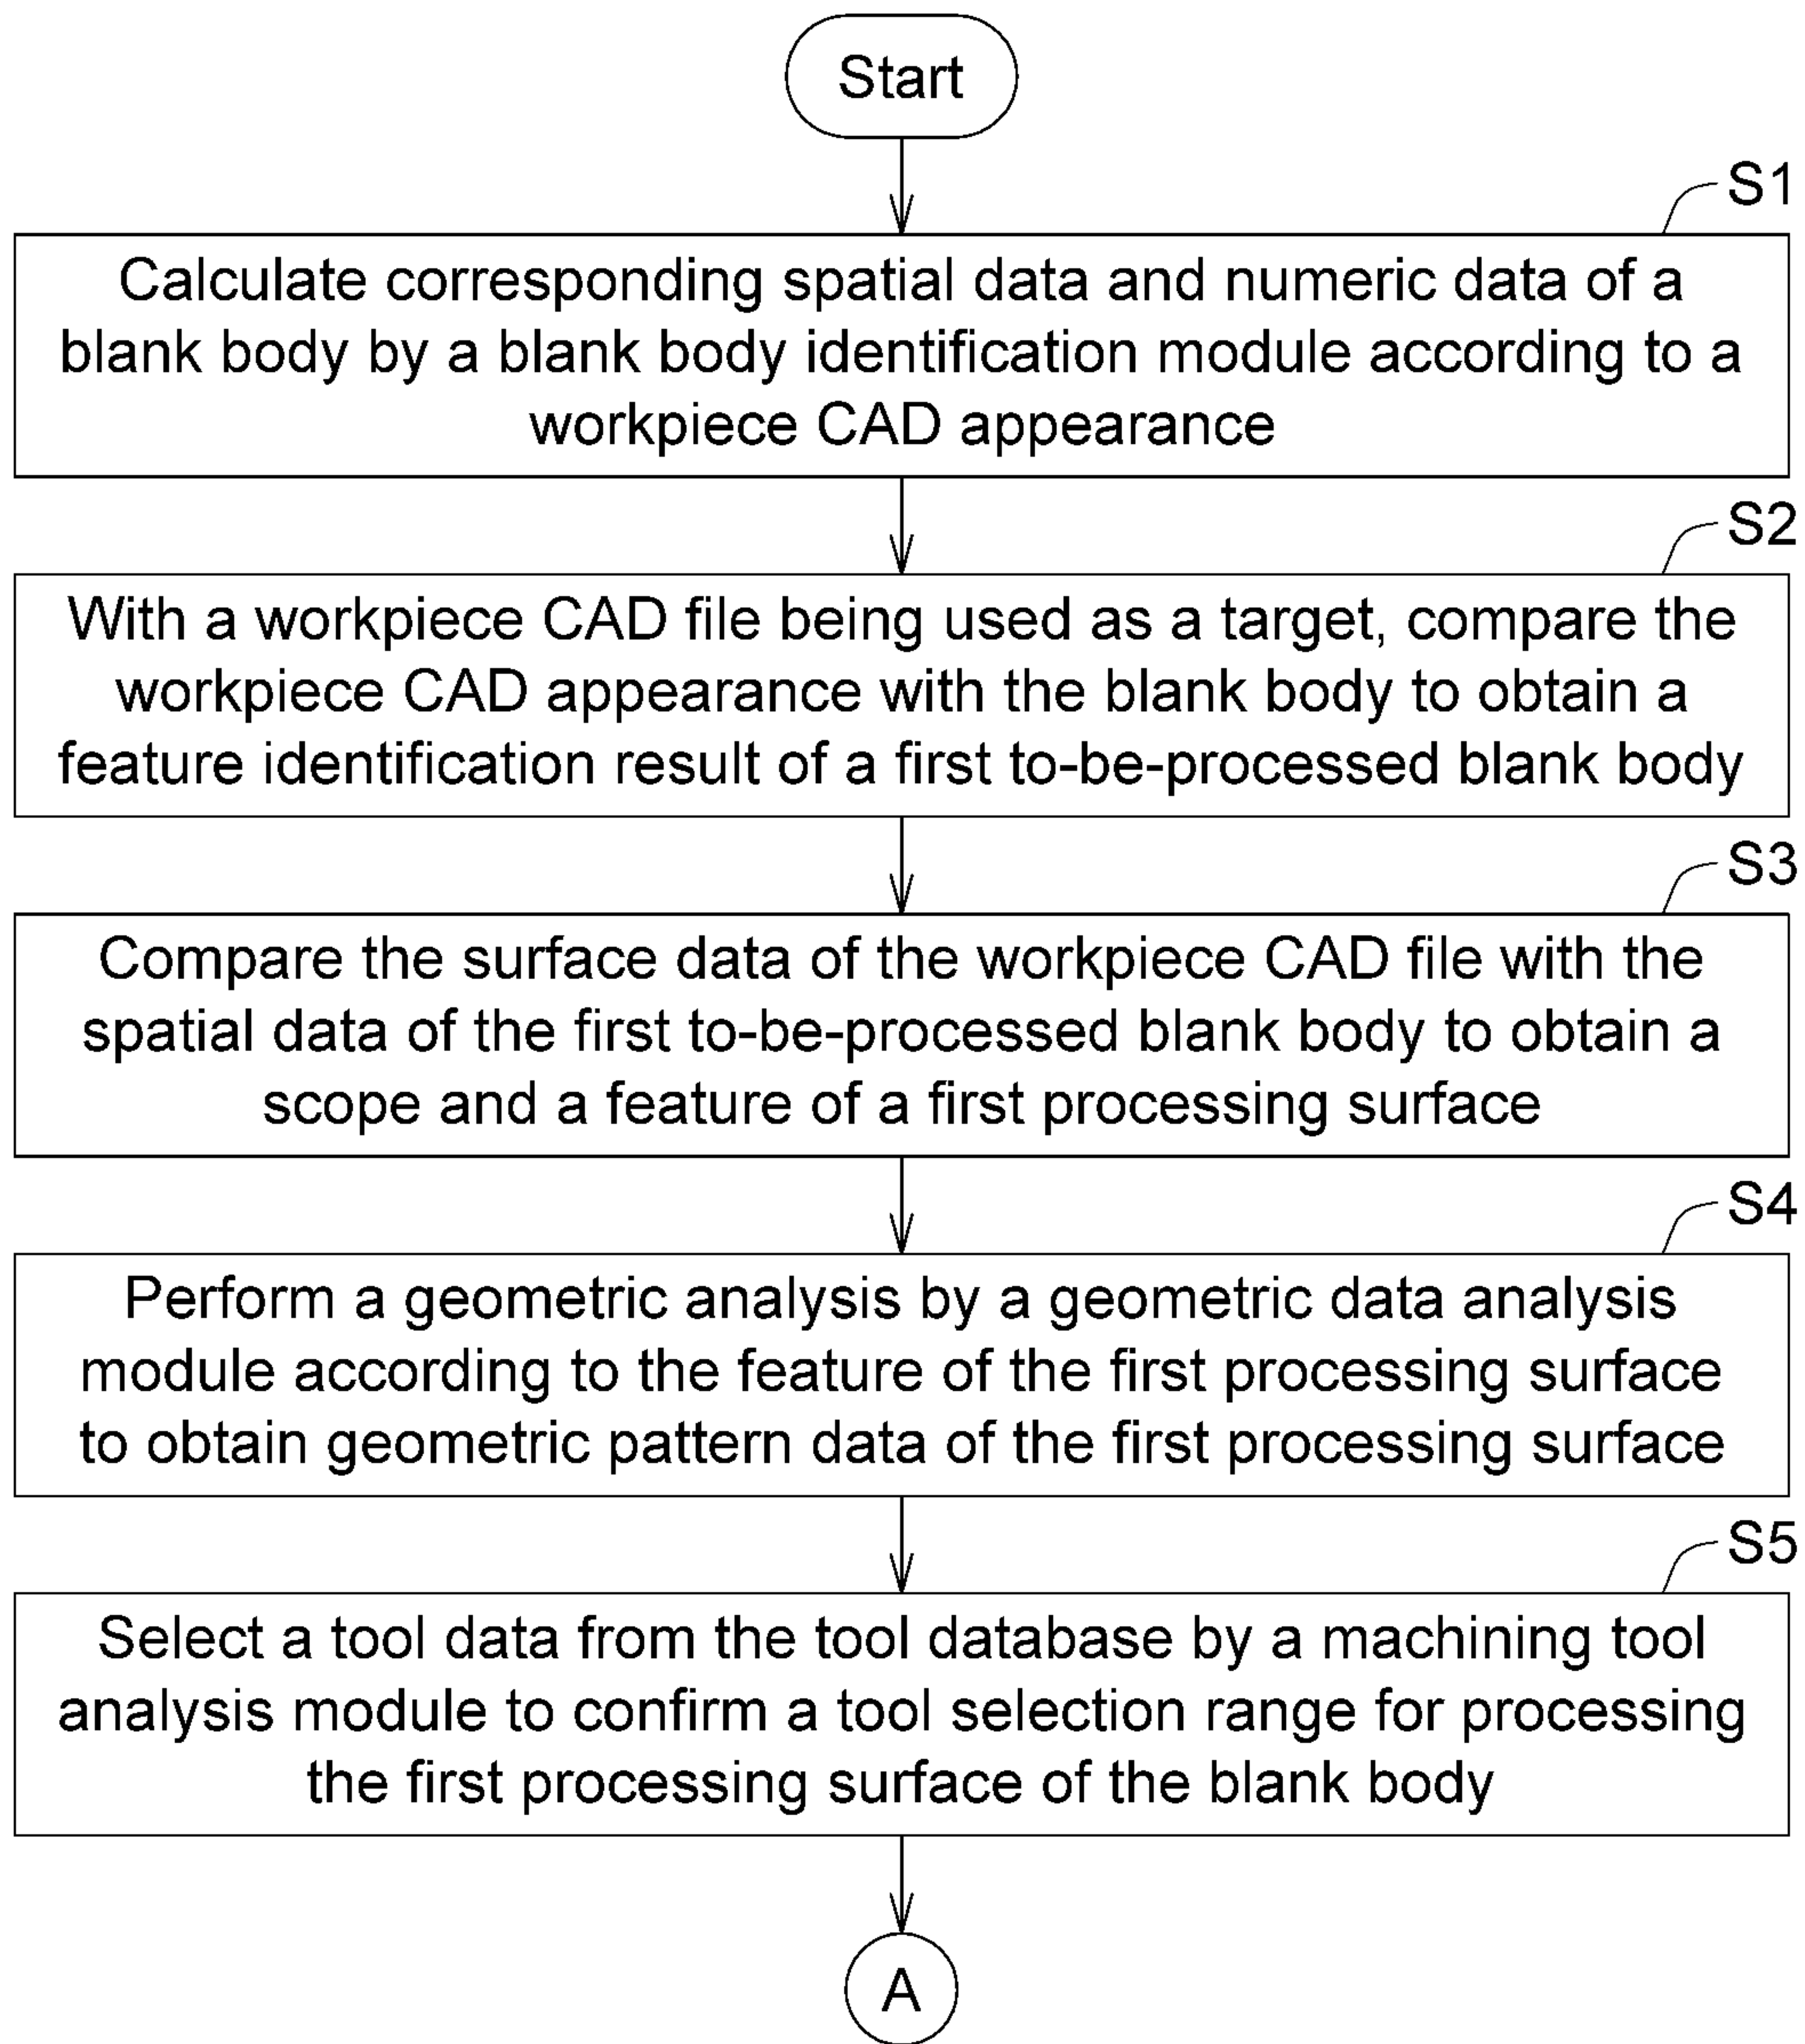 Start
S1
Calculate corresponding spatial data and numeric data of a
blank body by a blank body identification module according to a
workpiece CAD appearance
S2
With a workpiece CAD file being used as a target, compare the
workpiece CAD appearance with the blank body to obtain a
feature identification result of a first to-be-processed blank body
S3
Compare the surface data of the workpiece CAD file with the
spatial data of the first to-be-processed blank body to obtain a
scope and a feature of a first processing surface
S4
Perform a geometric analysis by a geometric data analysis
module according to the feature of the first processing surface
to obtain geometric pattern data of the first processing surface
S5
Select a tool data from the tool database by a machining tool
analysis module to confirm a tool selection range for processing
the first processing surface of the blank body
A